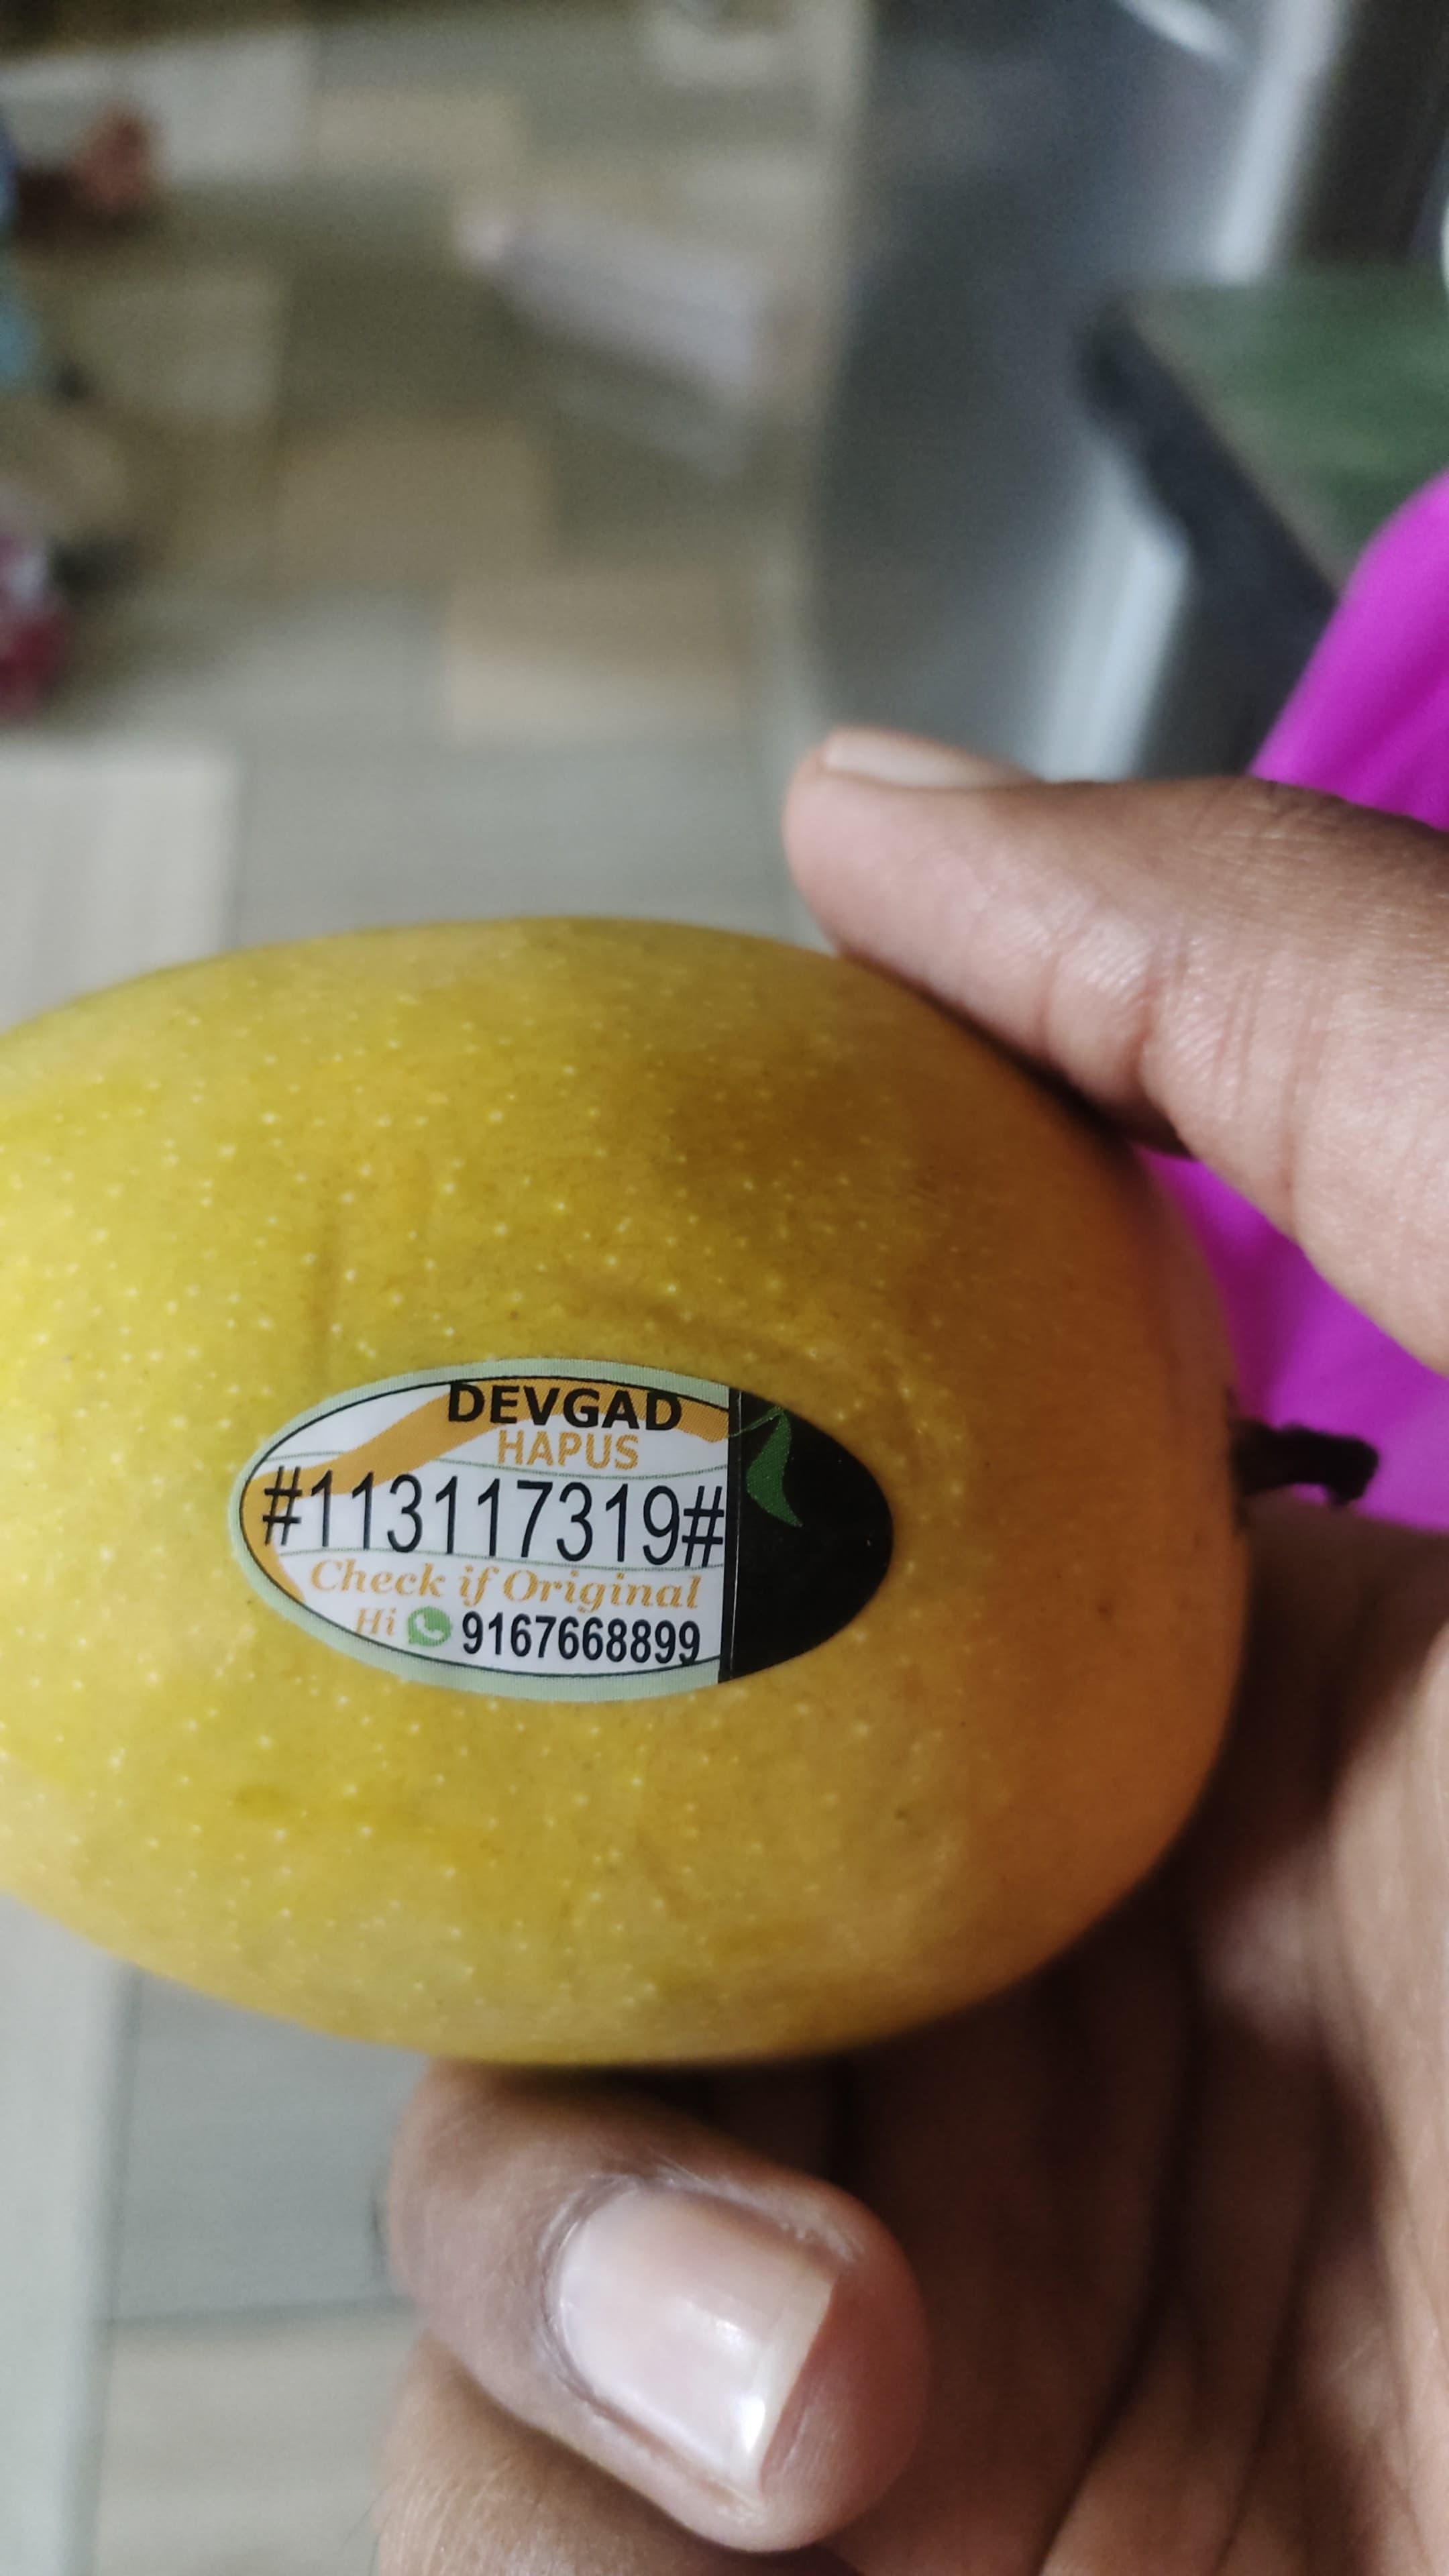 DEVGAD
HAPUS
#113117319#
Check if Original
Hi 9167668899